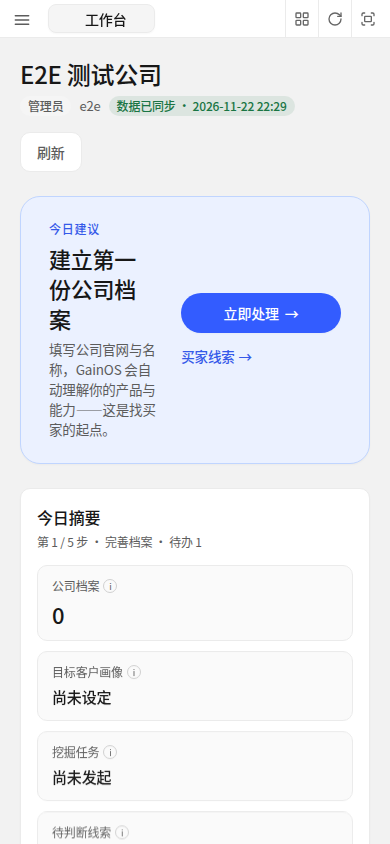 工作台
E2E 测试公司
管理员 e2e 数据已同步 · 2026-11-22 22:29
刷新
今日建议
建立第一
份公司档
案
填写公司官网与名
称，GainOS 会自
动理解你的产品与
能力——这是找买
家的起点。
立即处理 →
买家线索 →
今日摘要
第 1 / 5 步 · 完善档案 · 待办 1
公司档案
0
目标客户画像
尚未设定
挖掘任务
尚未发起
待判断线索